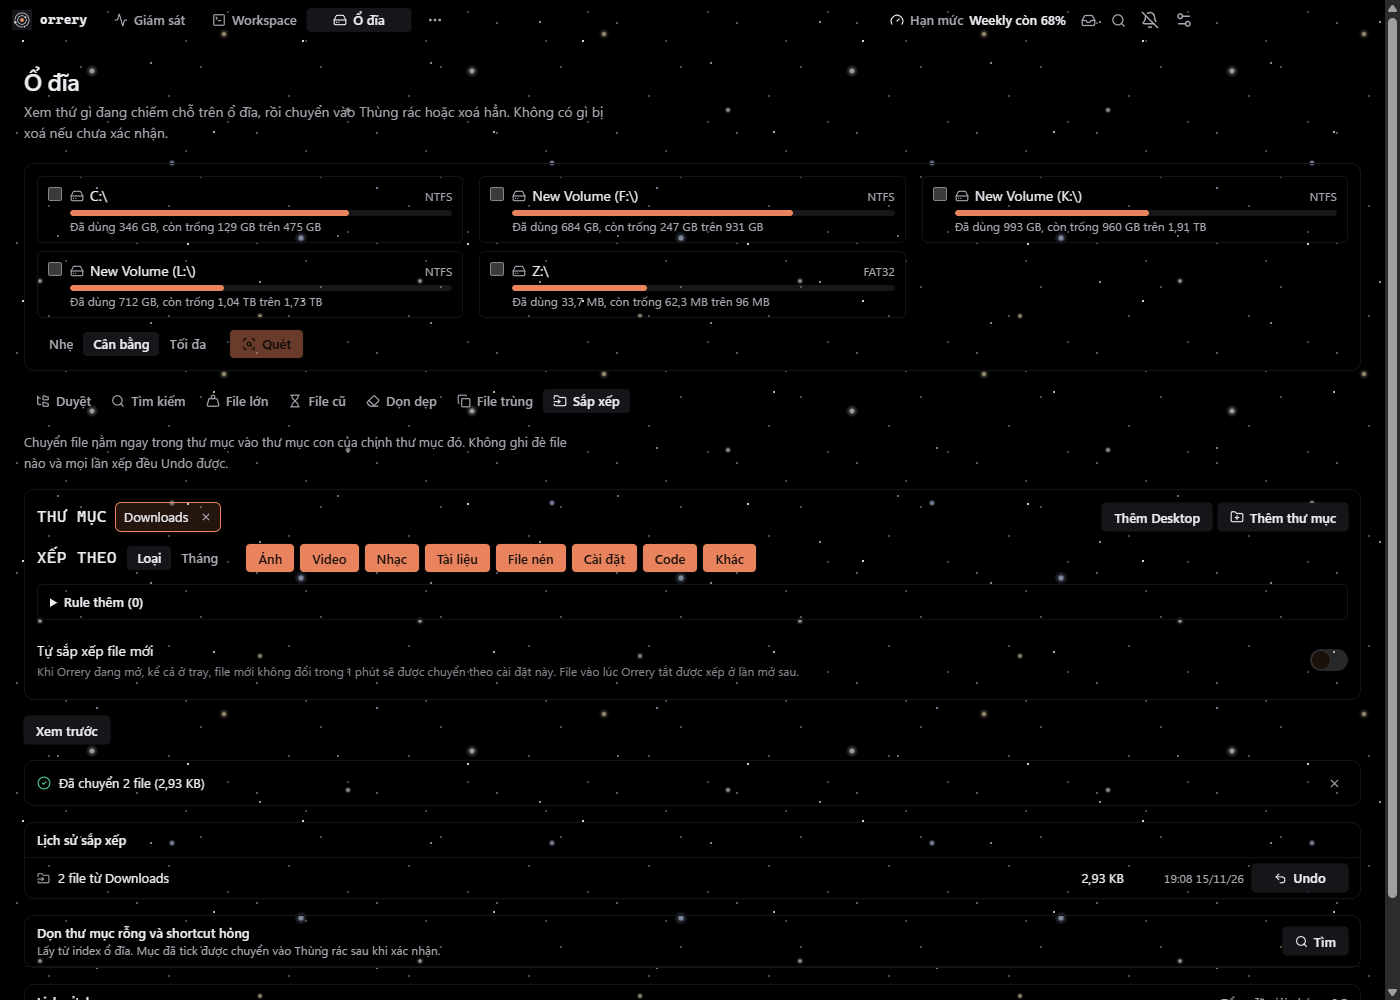 orrery
Giám sát
Workspace
Ổ đĩa
Hạn mức Weekly còn 68%
Ổ đĩa
Xem thứ gì đang chiếm chỗ trên ổ đĩa, rồi chuyển vào Thùng rác hoặc xoá hẳn. Không có gì bị
xoá nếu chưa xác nhận.
C:\
NTFS
Đã dùng 346 GB, còn trống 129 GB trên 475 GB
New Volume (F:\)
NTFS
Đã dùng 684 GB, còn trống 247 GB trên 931 GB
New Volume (K:\)
NTFS
Đã dùng 993 GB, còn trống 960 GB trên 1,91 TB
New Volume (L:\)
NTFS
Đã dùng 712 GB, còn trống 1,04 TB trên 1,73 TB
Z:\
FAT32
Đã dùng 33,7 MB, còn trống 62,3 MB trên 96 MB
Nhẹ
Cân bằng
Tối đa
Quét
Duyệt
Tìm kiếm
File lớn
File cũ
Dọn dẹp
File trùng
Sắp xếp
Chuyển file nằm ngay trong thư mục vào thư mục con của chính thư mục đó. Không ghi đè file
nào và mọi lần xếp đều Undo được.
THƯ MỤC
Downloads
Thêm Desktop
Thêm thư mục
XẾP THEO
Loại
Tháng
Ảnh
Video
Nhạc
Tài liệu
File nén
Cài đặt
Code
Khác
Rule thêm (0)
Tự sắp xếp file mới
Khi Orrery đang mở, kể cả ở tray, file mới không đổi trong 1 phút sẽ được chuyển theo cài đặt này. File vào lúc Orrery tắt được xếp ở lần mở sau.
Xem trước
Đã chuyển 2 file (2,93 KB)
Lịch sử sắp xếp
2 file từ Downloads
2,93 KB
19:08 15/11/26
Undo
Dọn thư mục rỗng và shortcut hỏng
Lấy từ index ổ đĩa. Mục đã tick được chuyển vào Thùng rác sau khi xác nhận.
Tìm